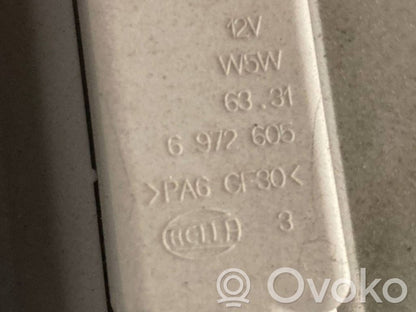 12V
W5W
63.31
6 972 605
>PA6 GF30<
HELLA 3
Ovoko